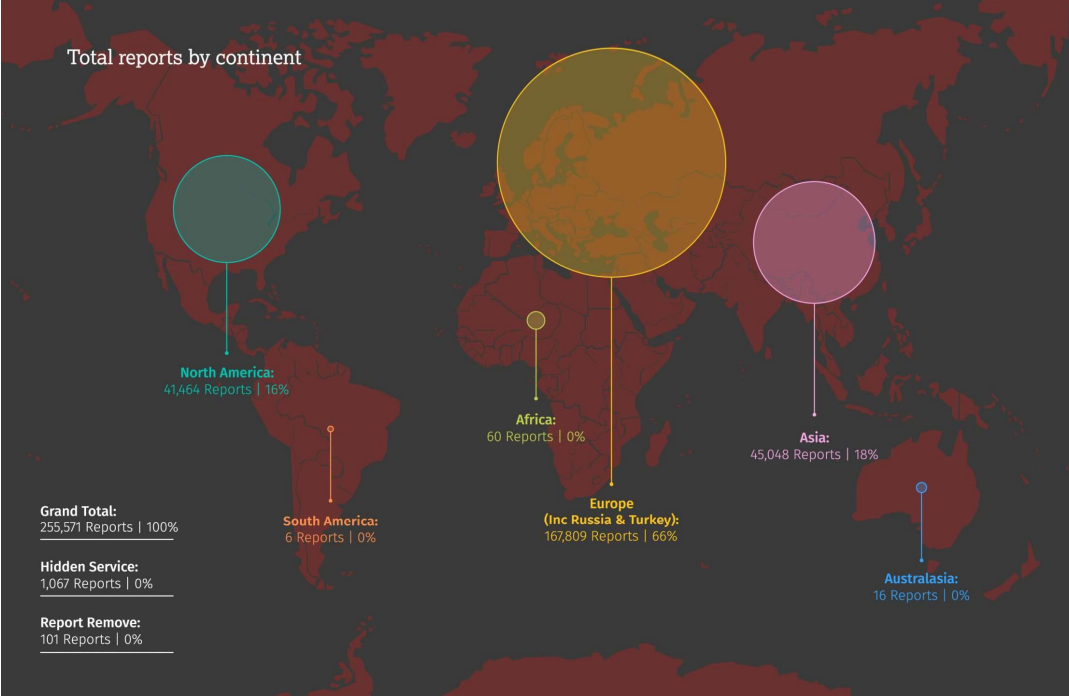 Total reports by continent
North America:
41,464 Reports | 16%
Africa:
60 Reports | 0%
Asia:
45,048 Reports | 18%
Europe
(Inc Russia & Turkey):
167,809 Reports | 66%
South America:
6 Reports | 0%
Australasia:
16 Reports | 0%
Grand Total:
255,571 Reports | 100%
Hidden Service:
1,067 Reports | 0%
Report Remove:
101 Reports | 0%